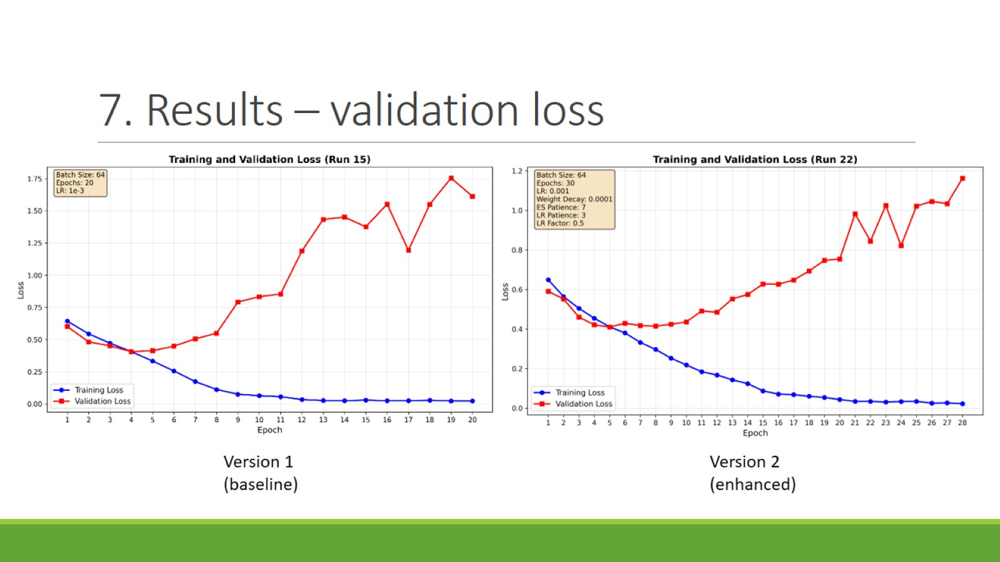 7. Results – validation loss
Training and Validation Loss (Run 15)
Batch Size: 64
Epochs: 20
LR: 1e-3
1.75
1.50
1.25
1.00
0.75
0.50
0.25
0.00
Loss
Training Loss
Validation Loss
1 2 3 4 5 6 7 8 9 10 11 12 13 14 15 16 17 18 19 20
Epoch
Version 1
(baseline)
Training and Validation Loss (Run 22)
Batch Size: 64
Epochs: 30
LR: 0.001
Weight Decay: 0.0001
ES Patience: 7
LR Patience: 3
LR Factor: 0.5
1.2
1.0
0.8
0.6
0.4
0.2
0.0
Loss
Training Loss
Validation Loss
1 2 3 4 5 6 7 8 9 10 11 12 13 14 15 16 17 18 19 20 21 22 23 24 25 26 27 28
Epoch
Version 2
(enhanced)